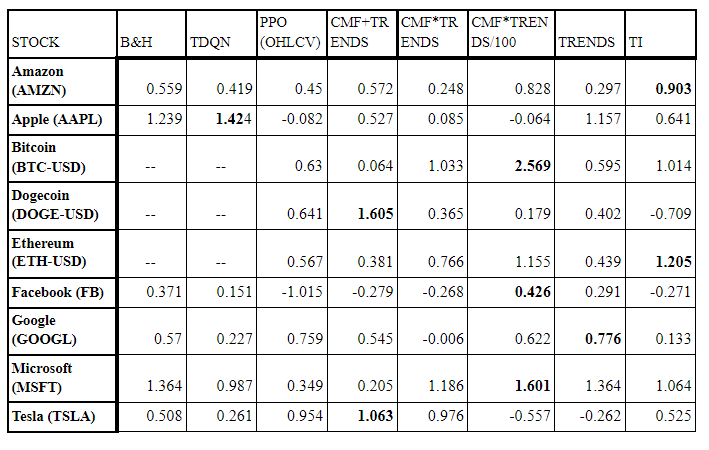 STOCK B&H TDQN PPO (OHLCV) CMF+TRENDS CMF*TRENDS CMF*TRENDS/100 TRENDS TI
Amazon (AMZN) 0.559 0.419 0.45 0.572 0.248 0.828 0.297 0.903
Apple (AAPL) 1.239 1.424 -0.082 0.527 0.085 -0.064 1.157 0.641
Bitcoin (BTC-USD) -- -- 0.63 0.064 1.033 2.569 0.595 1.014
Dogecoin (DOGE-USD) -- -- 0.641 1.605 0.365 0.179 0.402 -0.709
Ethereum (ETH-USD) -- -- 0.567 0.381 0.766 1.155 0.439 1.205
Facebook (FB) 0.371 0.151 -1.015 -0.279 -0.268 0.426 0.291 -0.271
Google (GOOGL) 0.57 0.227 0.759 0.545 -0.006 0.622 0.776 0.133
Microsoft (MSFT) 1.364 0.987 0.349 0.205 1.186 1.601 1.364 1.064
Tesla (TSLA) 0.508 0.261 0.954 1.063 0.976 -0.557 -0.262 0.525